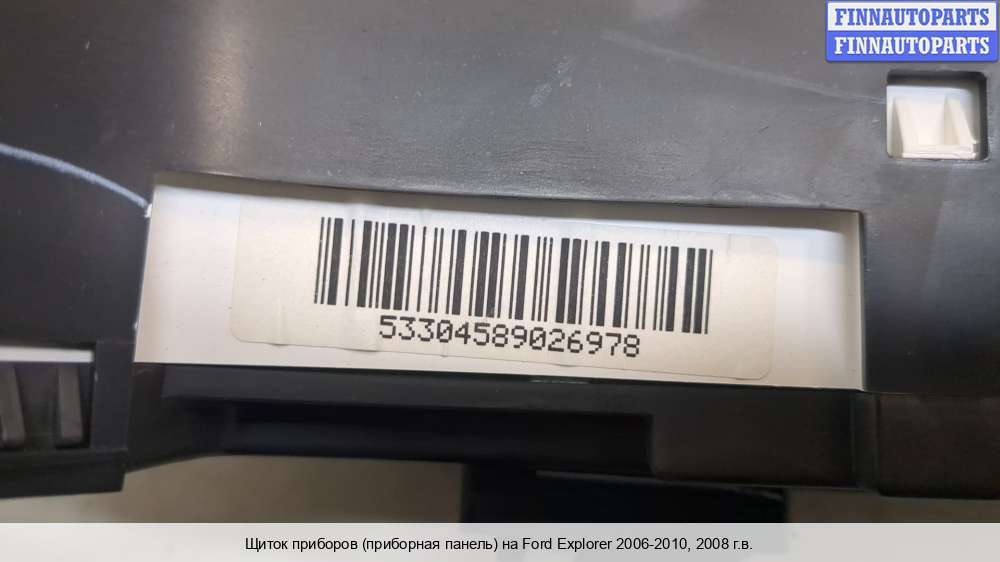 FINNAUTOPARTS
FINNAUTOPARTS
53304589026978
Щиток приборов (приборная панель) на Ford Explorer 2006-2010, 2008 г.в.